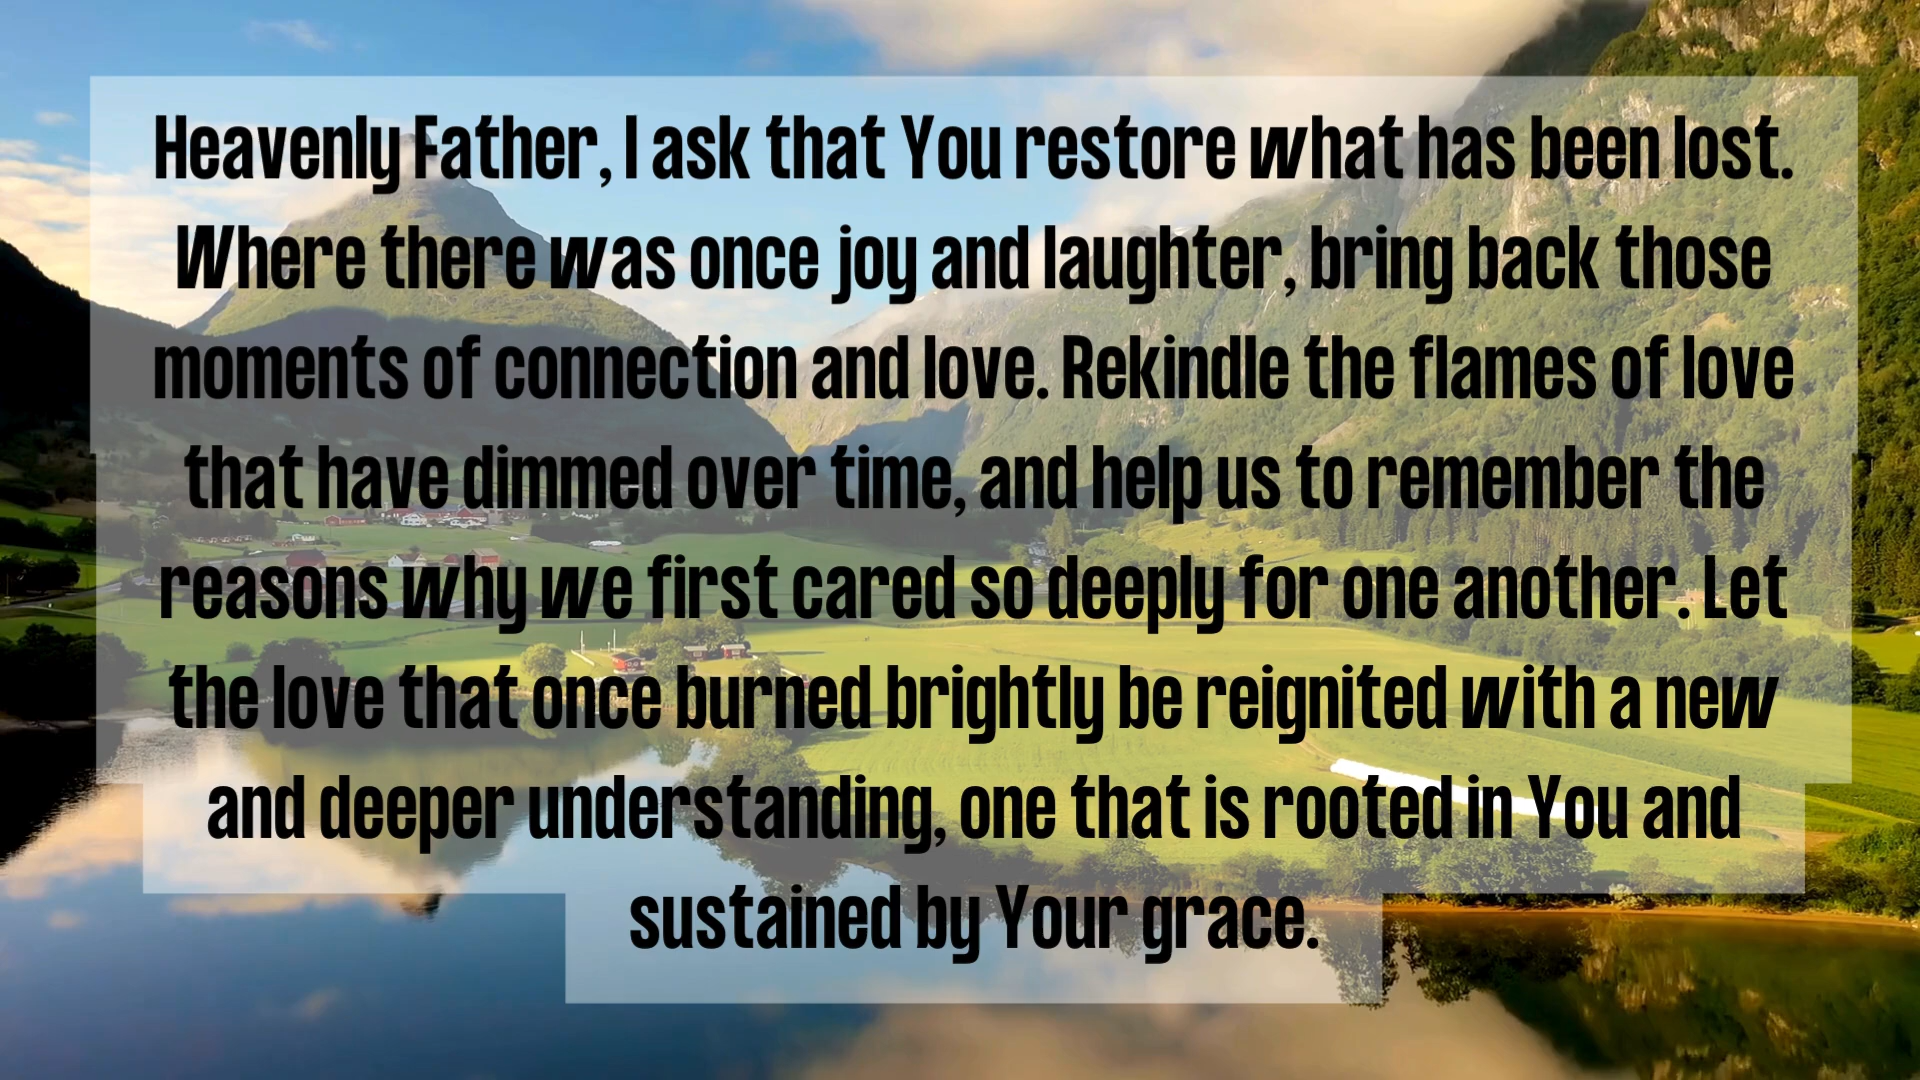 Heavenly Father, I ask that You restore what has been lost.
Where there was once joy and laughter, bring back those
moments of connection and love. Rekindle the flames of love
that have dimmed over time, and help us to remember the
reasons why we first cared so deeply for one another. Let
the love that once burned brightly be reignited with a new
and deeper understanding, one that is rooted in You and
sustained by Your grace.